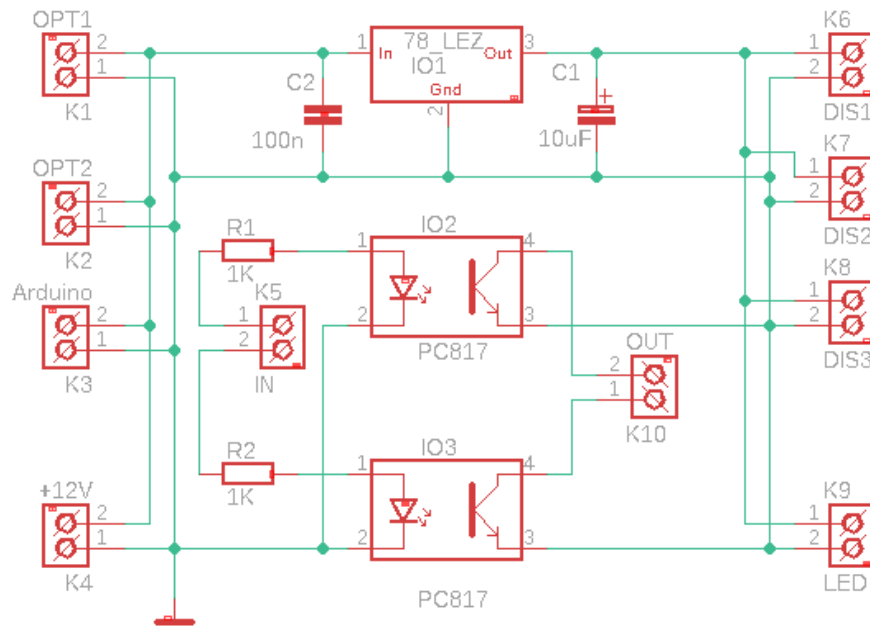 OPT1
2
1
K1
OPT2
2
1
K2
Arduino
2
1
K3
+12V
2
1
K4
C2
100n
1
In
78_LEZ
IO1
Out
3
Gnd
2
C1
+
10uF
R1
1K
K5
1
2
IN
R2
1K
IO2
1
2
4
3
PC817
IO3
1
2
4
3
PC817
OUT
2
1
K10
K6
1
2
DIS1
K7
1
2
DIS2
K8
1
2
DIS3
K9
1
2
LED